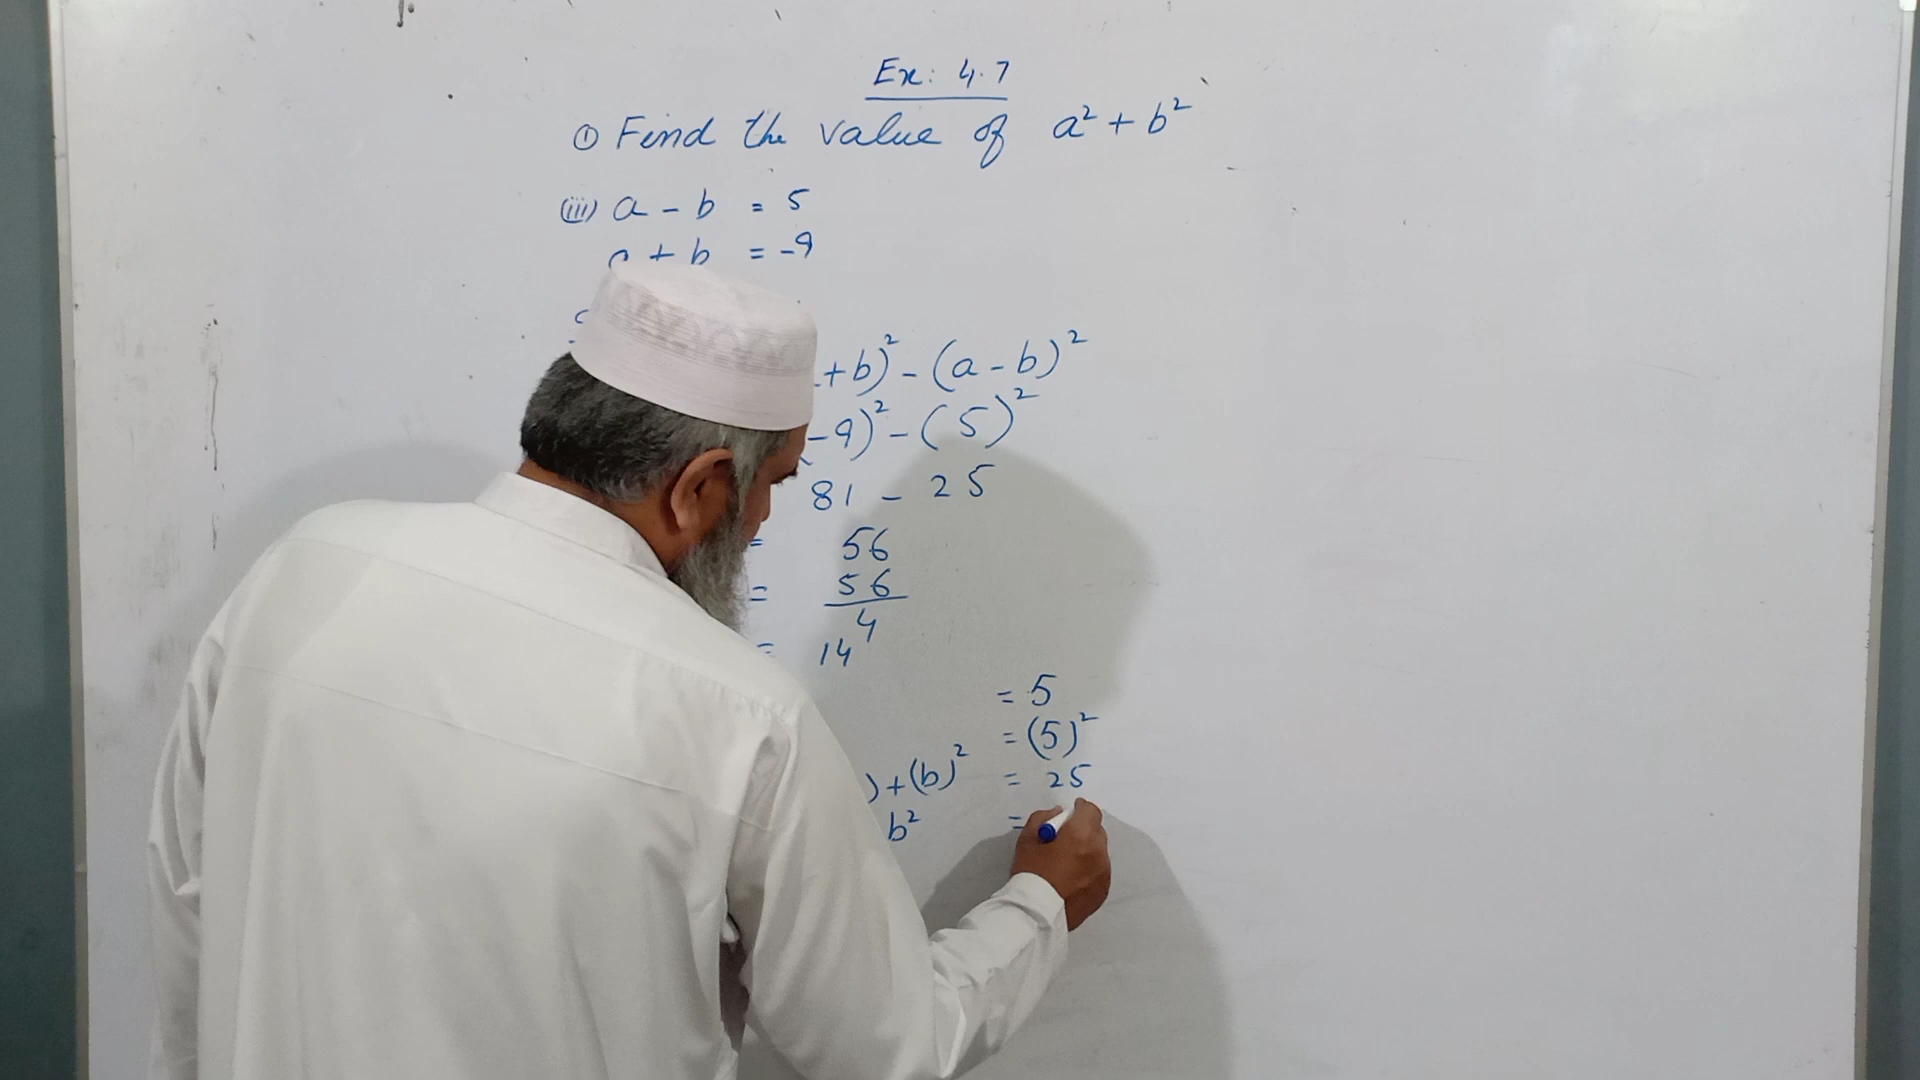 Ex: 4.7
① Find the value of a² + b²
(iii) a - b = 5
a + b = -9
+b)² - (a - b)²
-9)² - (5)²
81 - 25
= 56
= 56
4
= 14
= 5
= (5)²
) + (b)² = 25
b² =